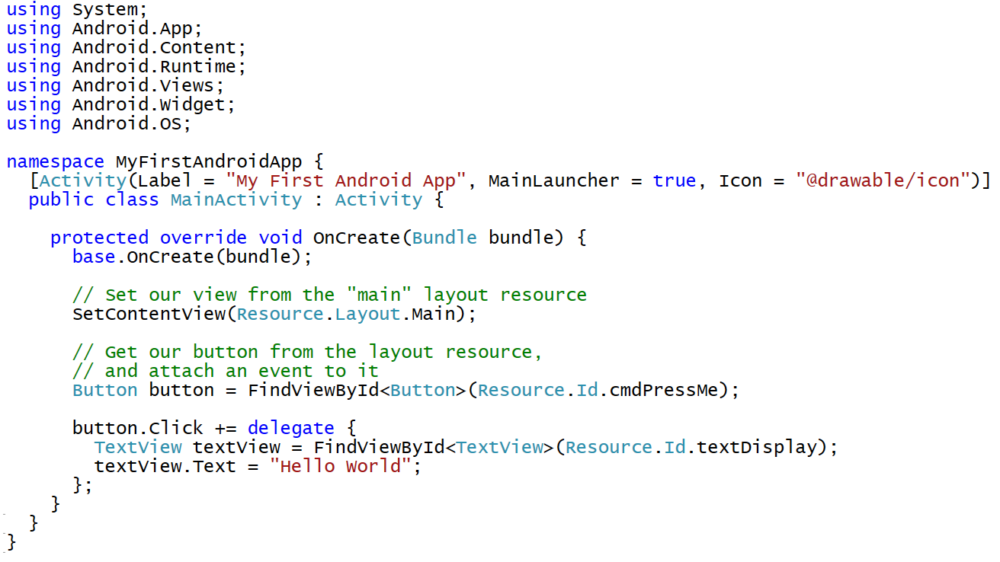 using System;
using Android.App;
using Android.Content;
using Android.Runtime;
using Android.Views;
using Android.Widget;
using Android.OS;

namespace MyFirstAndroidApp {
  [Activity(Label = "My First Android App", MainLauncher = true, Icon = "@drawable/icon")]
  public class MainActivity : Activity {

    protected override void OnCreate(Bundle bundle) {
      base.OnCreate(bundle);

      // Set our view from the "main" layout resource
      SetContentView(Resource.Layout.Main);

      // Get our button from the layout resource,
      // and attach an event to it
      Button button = FindViewById<Button>(Resource.Id.cmdPressMe);

      button.Click += delegate {
        TextView textView = FindViewById<TextView>(Resource.Id.textDisplay);
        textView.Text = "Hello World";
      };
    }
  }
}